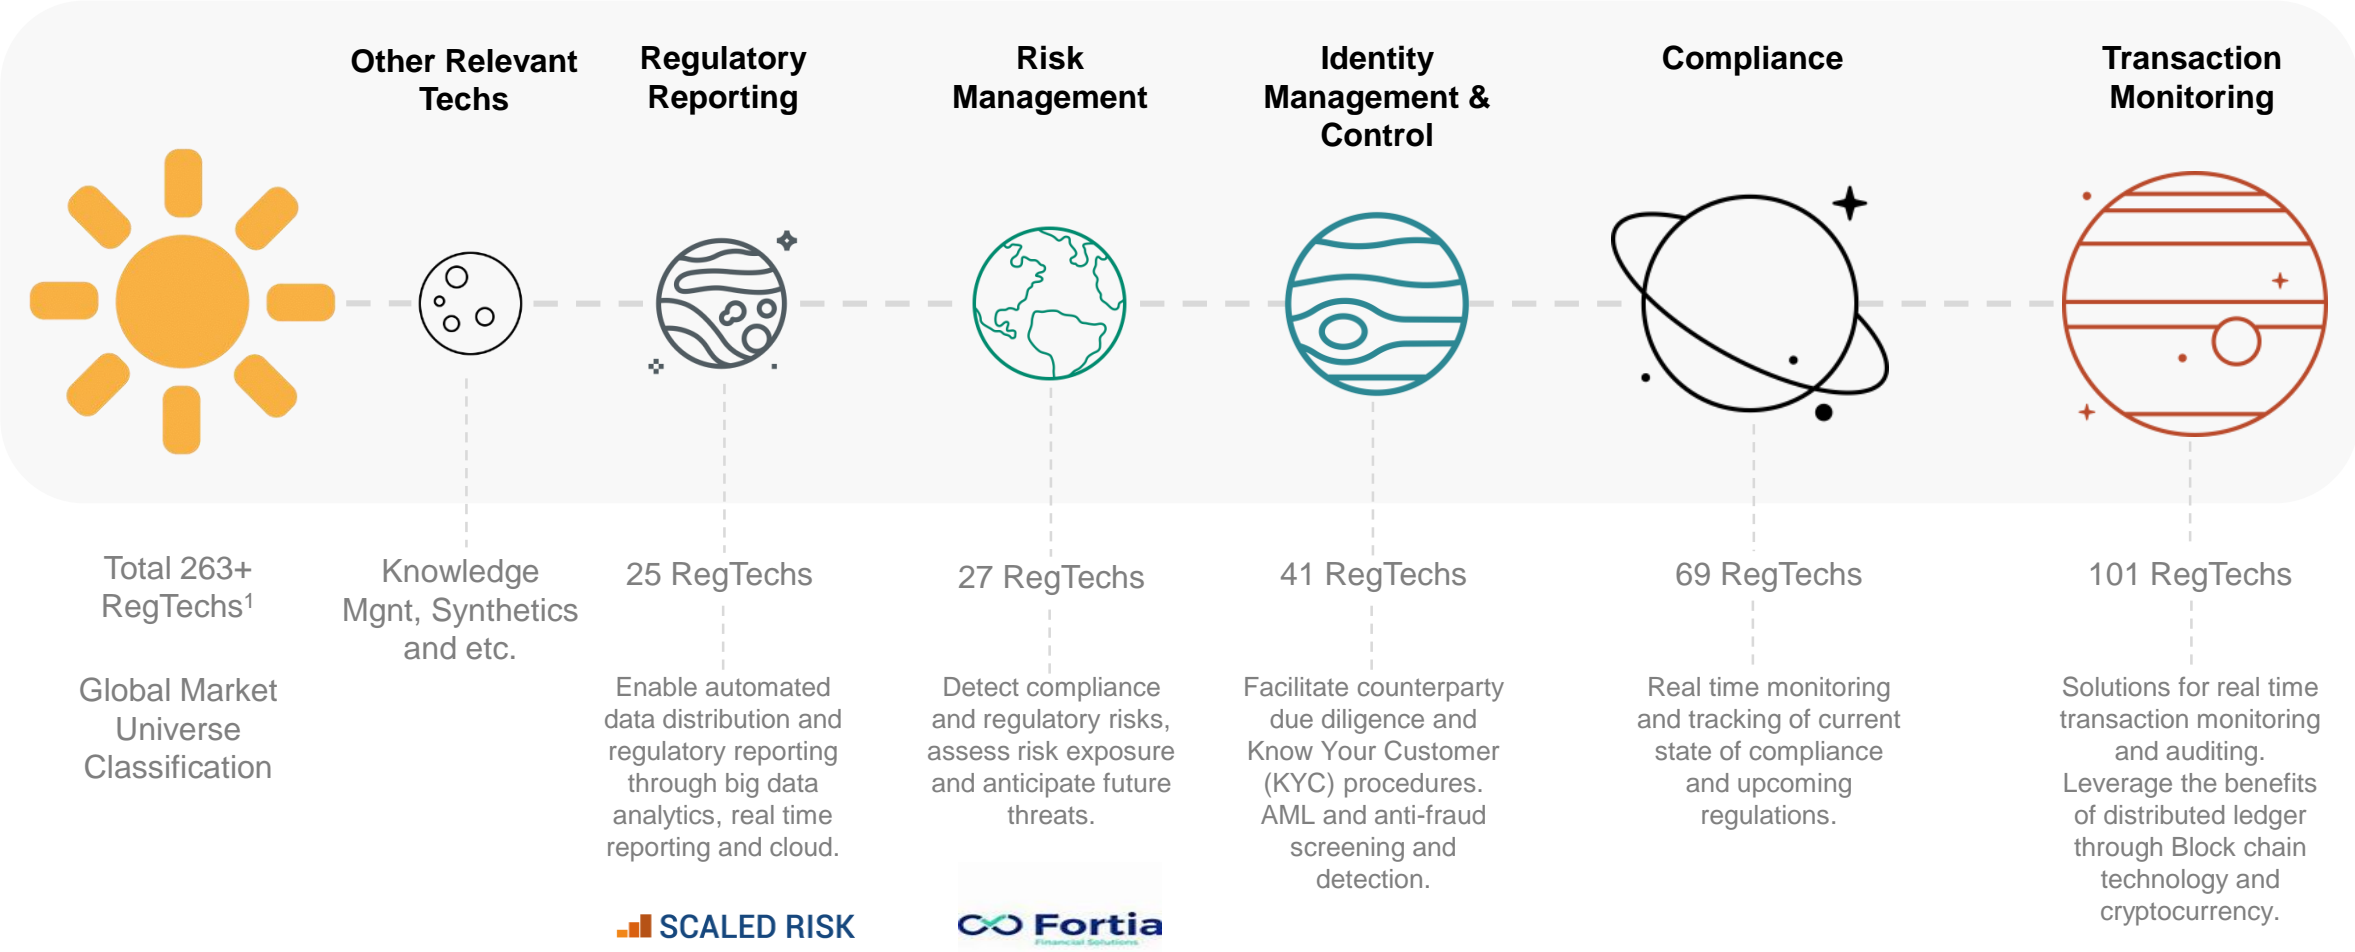 Other Relevant
Techs
Regulatory
Reporting
Risk
Management
Identity
Management &
Control
Compliance
Transaction
Monitoring
Total 263+
RegTechs¹
Global Market
Universe
Classification
Knowledge
Mgnt, Synthetics
and etc.
25 RegTechs
Enable automated
data distribution and
regulatory reporting
through big data
analytics, real time
reporting and cloud.
SCALED RISK
27 RegTechs
Detect compliance
and regulatory risks,
assess risk exposure
and anticipate future
threats.
Fortia
Financial Solutions
41 RegTechs
Facilitate counterparty
due diligence and
Know Your Customer
(KYC) procedures.
AML and anti-fraud
screening and
detection.
69 RegTechs
Real time monitoring
and tracking of current
state of compliance
and upcoming
regulations.
101 RegTechs
Solutions for real time
transaction monitoring
and auditing.
Leverage the benefits
of distributed ledger
through Block chain
technology and
cryptocurrency.